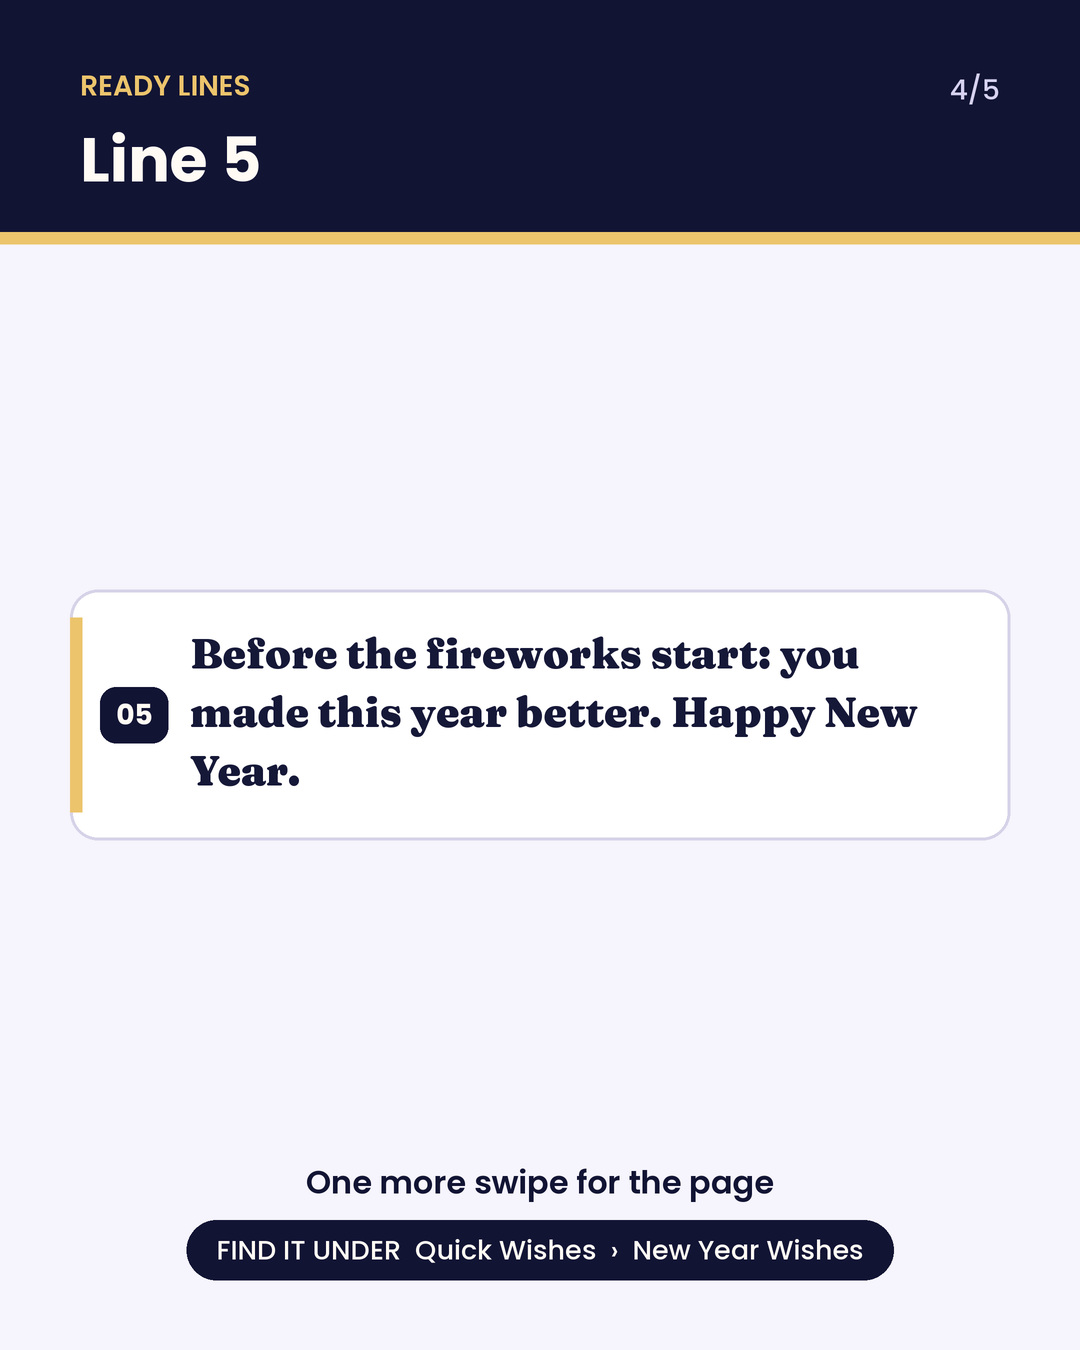 READY LINES
4/5
Line 5
05
Before the fireworks start: you
made this year better. Happy New
Year.
One more swipe for the page
FIND IT UNDER Quick Wishes › New Year Wishes